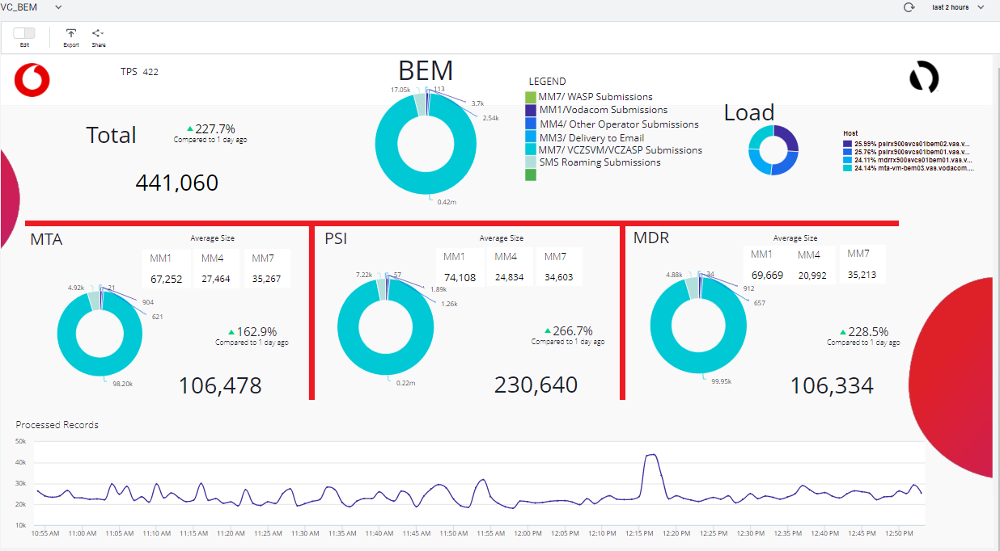 VC_BEM
last 2 hours
Edit
Export
Share
TPS 422
BEM
LEGEND
MM7/ WASP Submissions
MM1/Vodacom Submissions
MM4/ Other Operator Submissions
MM3/ Delivery to Email
MM7/ VCZSVM/VCZASP Submissions
SMS Roaming Submissions
17.05k
113
3.7k
2.54k
0.42m
Total
227.7%
Compared to 1 day ago
441,060
Load
Host
25.99% pslrx900svcs01bem02.vas.v...
25.76% pslrx900svcs01bem01.vas.v...
24.11% mdrrx900svcs01bem01.vas.v...
24.14% mta-vm-bem03.vas.vodacom....
MTA
Average Size
MM1 MM4 MM7
67,252 27,464 35,267
4.92k
21
904
621
98.20k
162.9%
Compared to 1 day ago
106,478
PSI
Average Size
MM1 MM4 MM7
74,108 24,834 34,603
7.22k
57
1.89k
1.26k
0.22m
266.7%
Compared to 1 day ago
230,640
MDR
Average Size
MM1 MM4 MM7
69,669 20,992 35,213
4.88k
34
912
657
99.95k
228.5%
Compared to 1 day ago
106,334
Processed Records
50k
40k
30k
20k
10k
10:55 AM 11:00 AM 11:05 AM 11:10 AM 11:15 AM 11:20 AM 11:25 AM 11:30 AM 11:35 AM 11:40 AM 11:45 AM 11:50 AM 11:55 AM 12:00 PM 12:05 PM 12:10 PM 12:15 PM 12:20 PM 12:25 PM 12:30 PM 12:35 PM 12:40 PM 12:45 PM 12:50 PM